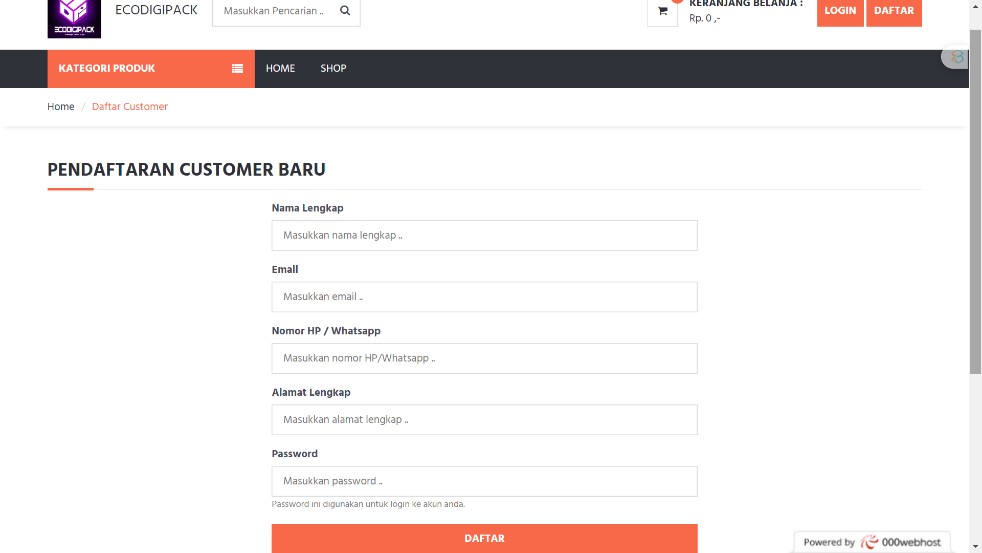 ECODIGIPACK
ECODIGIPACK
Masukkan Pencarian ..
KERANJANG BELANJA :
Rp. 0 ,-
LOGIN
DAFTAR
KATEGORI PRODUK
HOME
SHOP
Home / Daftar Customer
PENDAFTARAN CUSTOMER BARU
Nama Lengkap
Masukkan nama lengkap ..
Email
Masukkan email ..
Nomor HP / Whatsapp
Masukkan nomor HP/Whatsapp ..
Alamat Lengkap
Masukkan alamat lengkap ..
Password
Masukkan password ..
Password ini digunakan untuk login ke akun anda.
DAFTAR
Powered by 000webhost